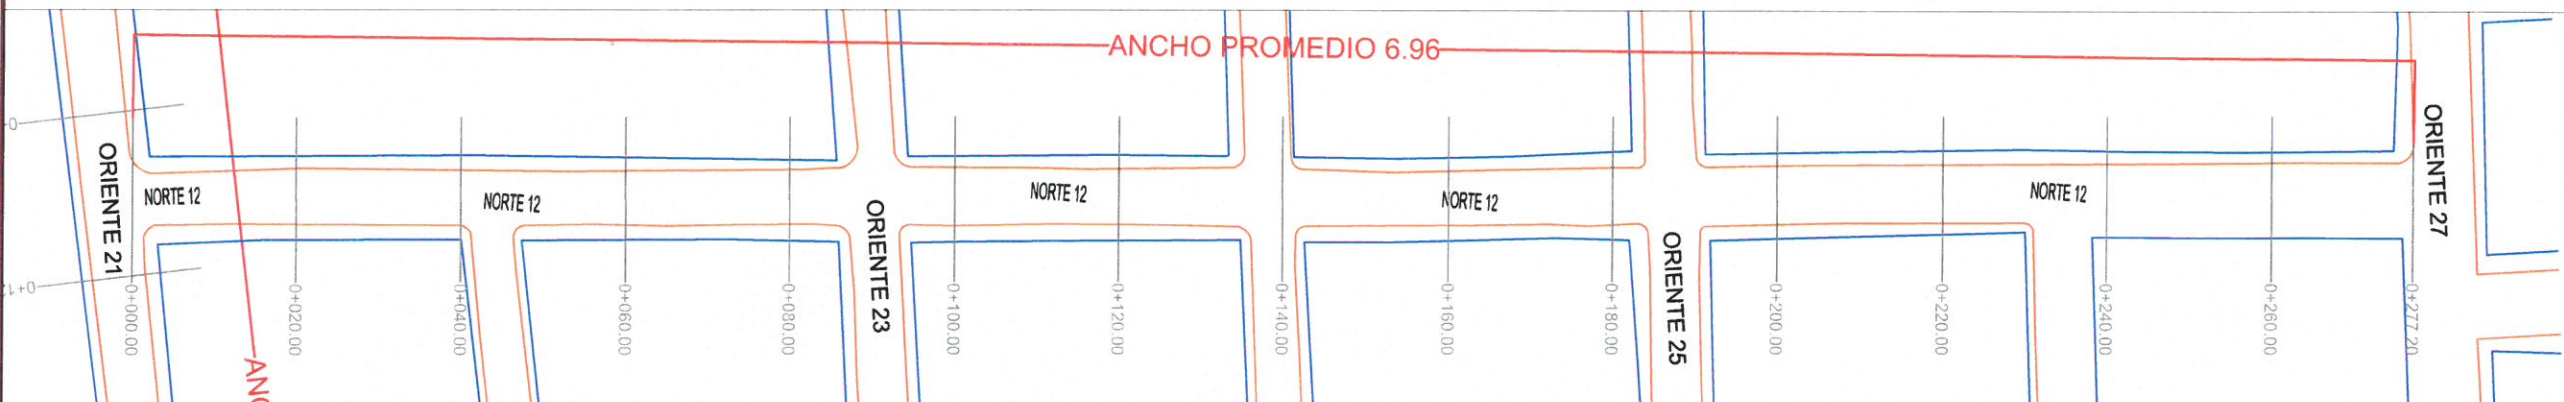 ANCHO PROMEDIO 6.96
ORIENTE 21
NORTE 12
NORTE 12
ORIENTE 23
NORTE 12
NORTE 12
ORIENTE 25
NORTE 12
ORIENTE 27
0+000.00
0+020.00
0+040.00
0+060.00
0+080.00
0+100.00
0+120.00
0+140.00
0+160.00
0+180.00
0+200.00
0+220.00
0+240.00
0+260.00
0+277.20